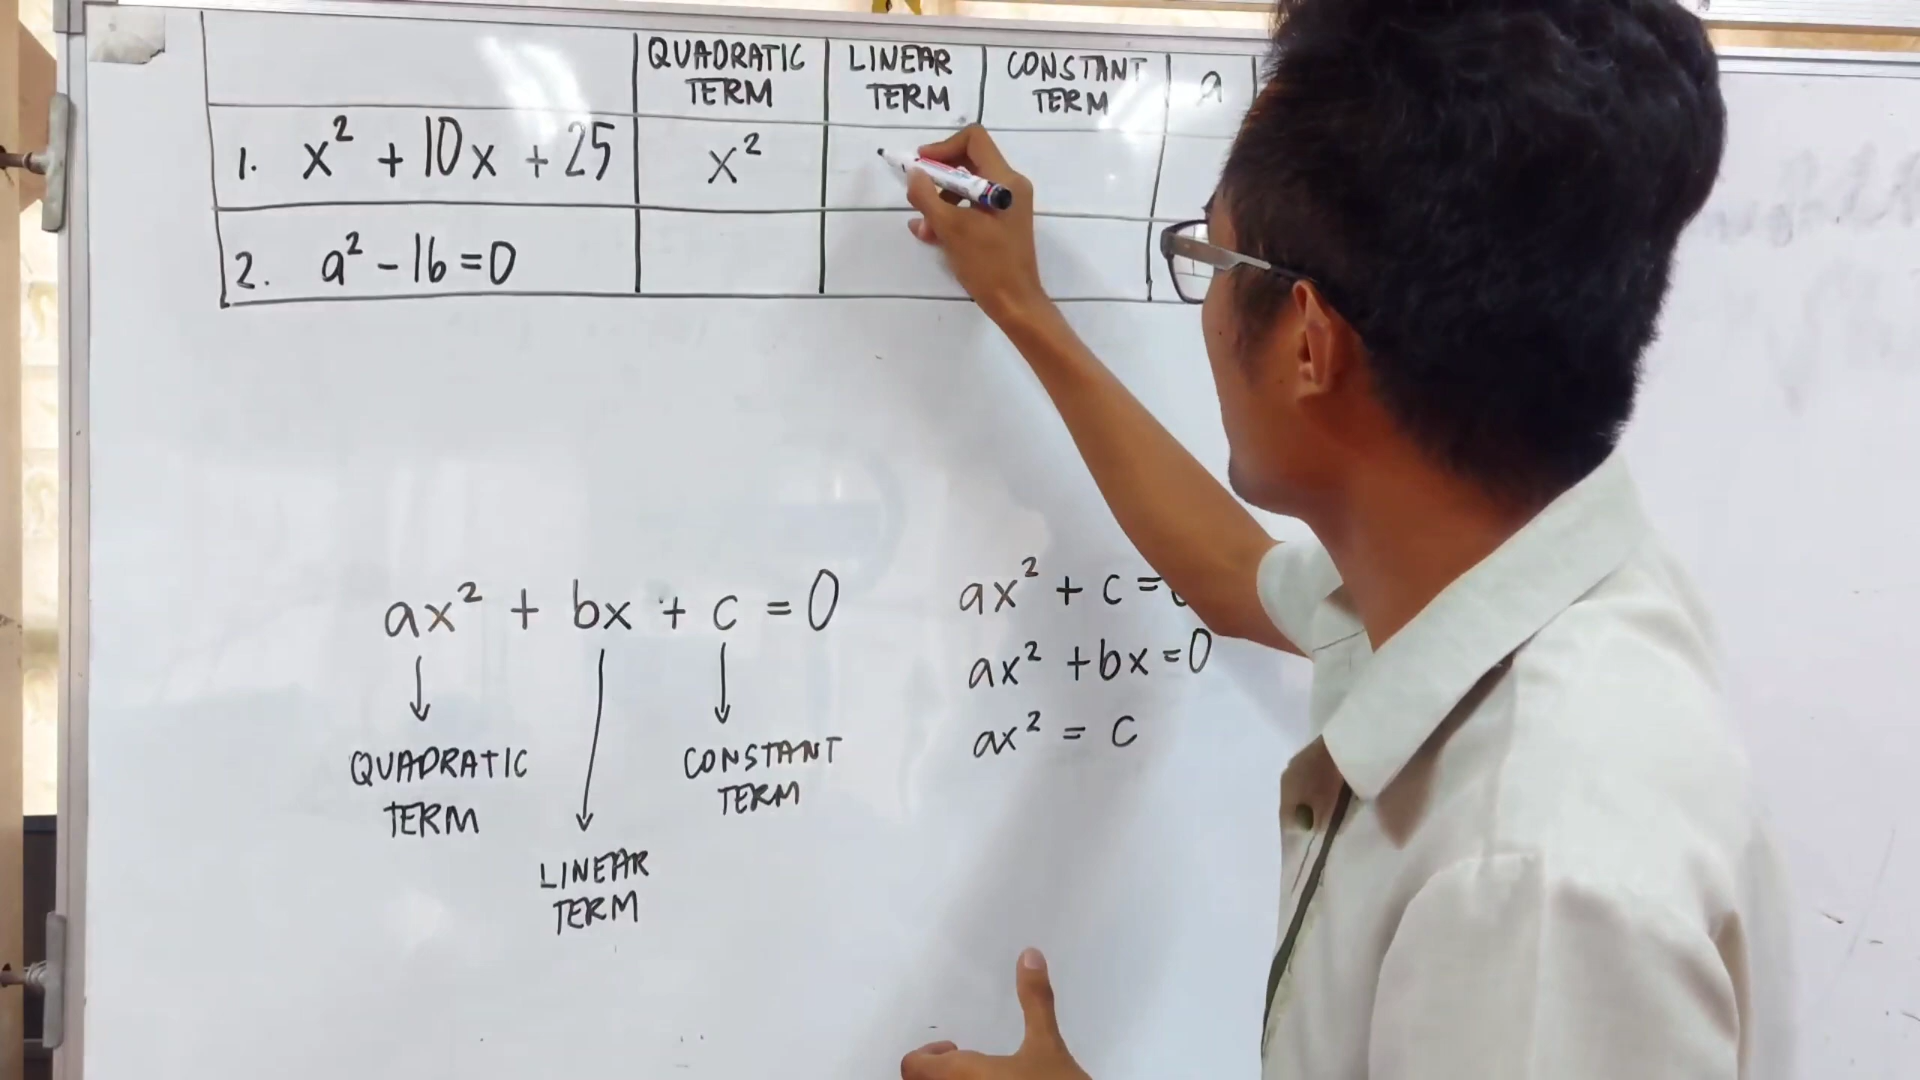 QUADRATIC TERM LINEAR TERM CONSTANT TERM a
1. x² + 10x + 25 x²
2. a² - 16 = 0
ax² + bx + c = 0
QUADRATIC TERM
LINEAR TERM
CONSTANT TERM
ax² + c =
ax² + bx = 0
ax² = c